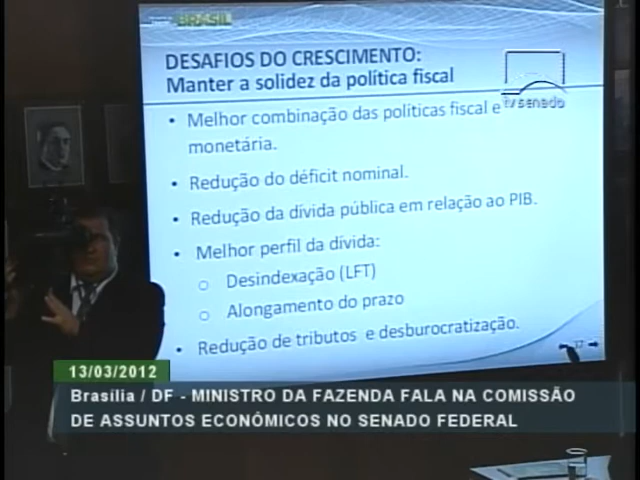 BRASIL
DESAFIOS DO CRESCIMENTO:
Manter a solidez da política fiscal
tv senado
• Melhor combinação das políticas fiscal e
monetária.
• Redução do déficit nominal.
• Redução da dívida pública em relação ao PIB.
• Melhor perfil da dívida:
o Desindexação (LFT)
o Alongamento do prazo
• Redução de tributos e desburocratização.
13/03/2012
Brasília / DF - MINISTRO DA FAZENDA FALA NA COMISSÃO
DE ASSUNTOS ECONÔMICOS NO SENADO FEDERAL